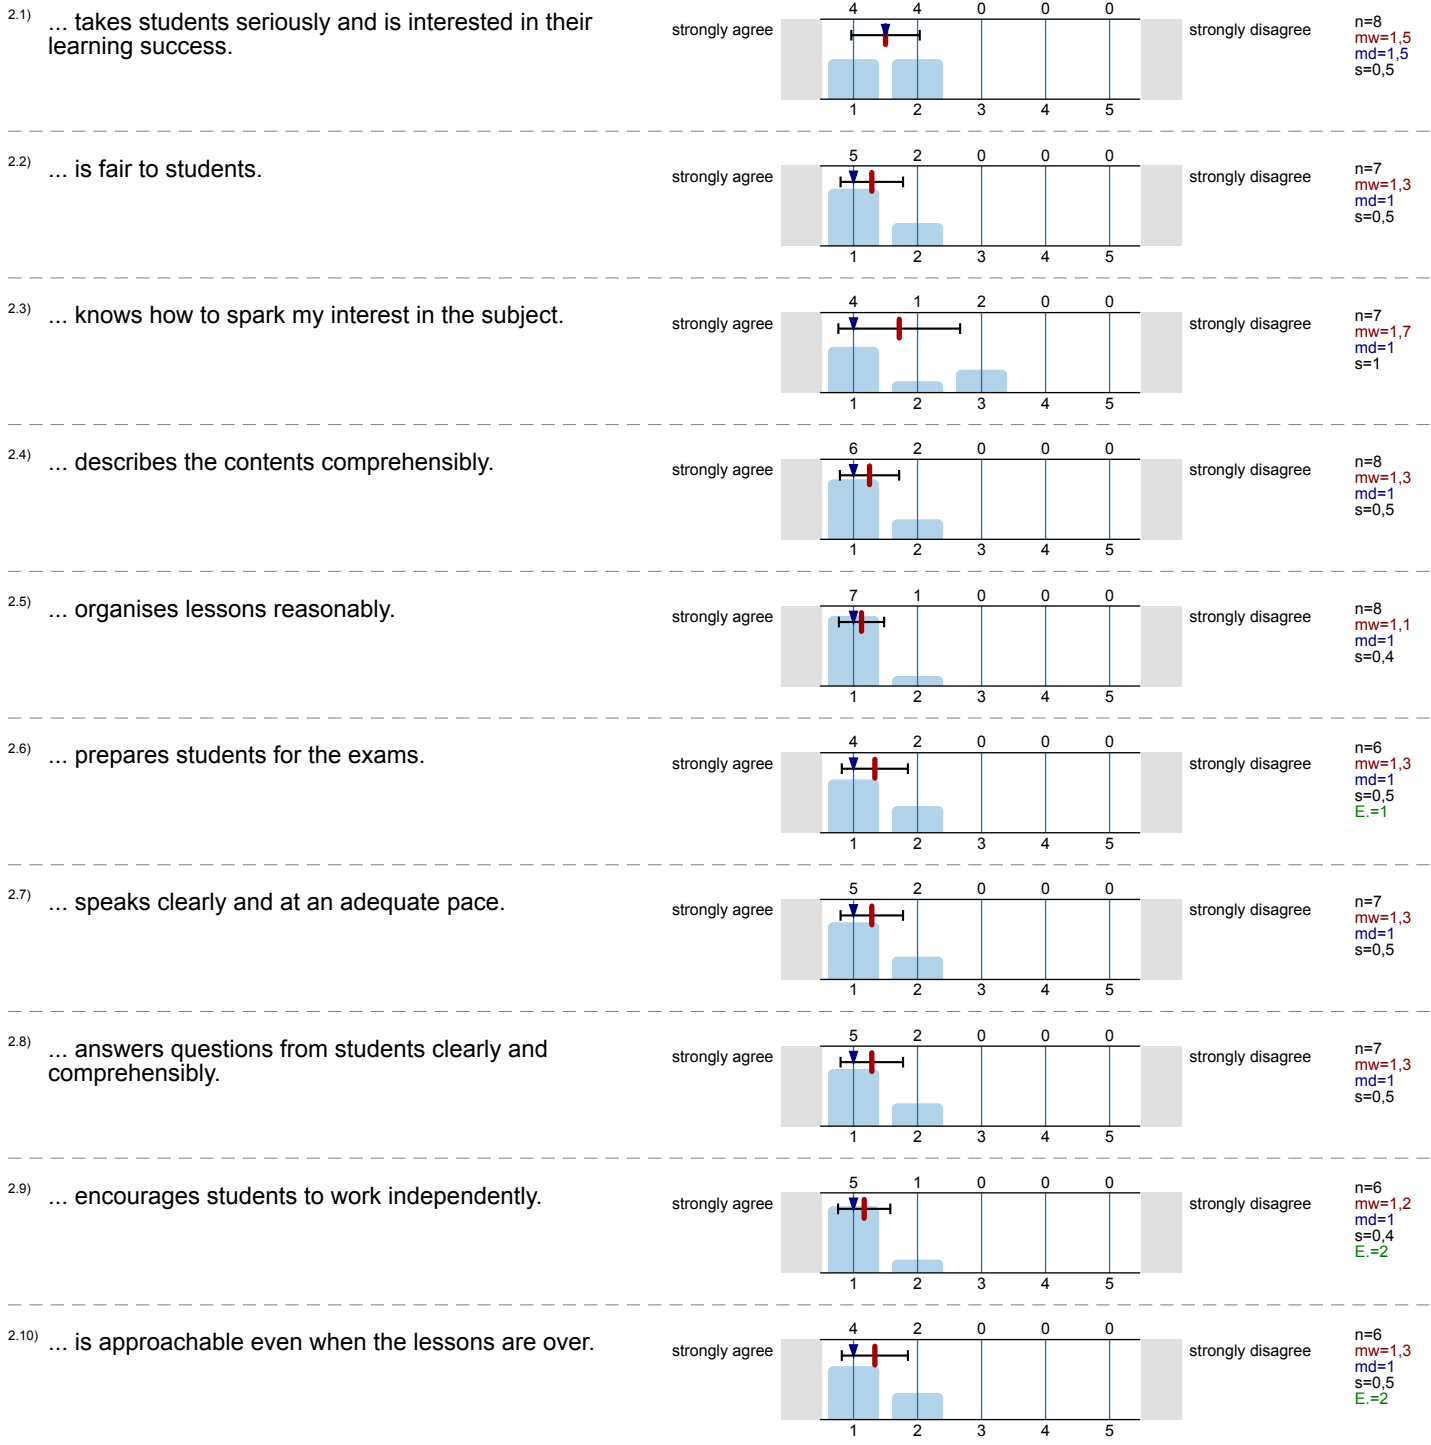 2.1) ... takes students seriously and is interested in their
learning success.
4 4 0 0 0
strongly agree
strongly disagree
1 2 3 4 5
n=8
mw=1,5
md=1,5
s=0,5
2.2) ... is fair to students.
5 2 0 0 0
strongly agree
strongly disagree
1 2 3 4 5
n=7
mw=1,3
md=1
s=0,5
2.3) ... knows how to spark my interest in the subject.
4 1 2 0 0
strongly agree
strongly disagree
1 2 3 4 5
n=7
mw=1,7
md=1
s=1
2.4) ... describes the contents comprehensibly.
6 2 0 0 0
strongly agree
strongly disagree
1 2 3 4 5
n=8
mw=1,3
md=1
s=0,5
2.5) ... organises lessons reasonably.
7 1 0 0 0
strongly agree
strongly disagree
1 2 3 4 5
n=8
mw=1,1
md=1
s=0,4
2.6) ... prepares students for the exams.
4 2 0 0 0
strongly agree
strongly disagree
1 2 3 4 5
n=6
mw=1,3
md=1
s=0,5
E.=1
2.7) ... speaks clearly and at an adequate pace.
5 2 0 0 0
strongly agree
strongly disagree
1 2 3 4 5
n=7
mw=1,3
md=1
s=0,5
2.8) ... answers questions from students clearly and
comprehensibly.
5 2 0 0 0
strongly agree
strongly disagree
1 2 3 4 5
n=7
mw=1,3
md=1
s=0,5
2.9) ... encourages students to work independently.
5 1 0 0 0
strongly agree
strongly disagree
1 2 3 4 5
n=6
mw=1,2
md=1
s=0,4
E.=2
2.10) ... is approachable even when the lessons are over.
4 2 0 0 0
strongly agree
strongly disagree
1 2 3 4 5
n=6
mw=1,3
md=1
s=0,5
E.=2